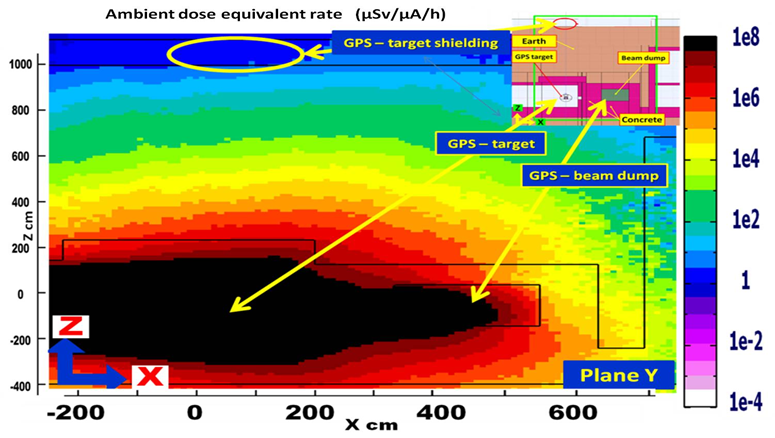 Ambient dose equivalent rate (μSv/μA/h)
GPS – target shielding
Earth
GPS target
Beam dump
Concrete
Z
X
GPS – target
GPS – beam dump
1000
800
600
400
200
0
-200
-400
Z cm
Z
X
Plane Y
-200 0 200 400 600
X cm
1e8
1e6
1e4
1e2
1
1e-2
1e-4